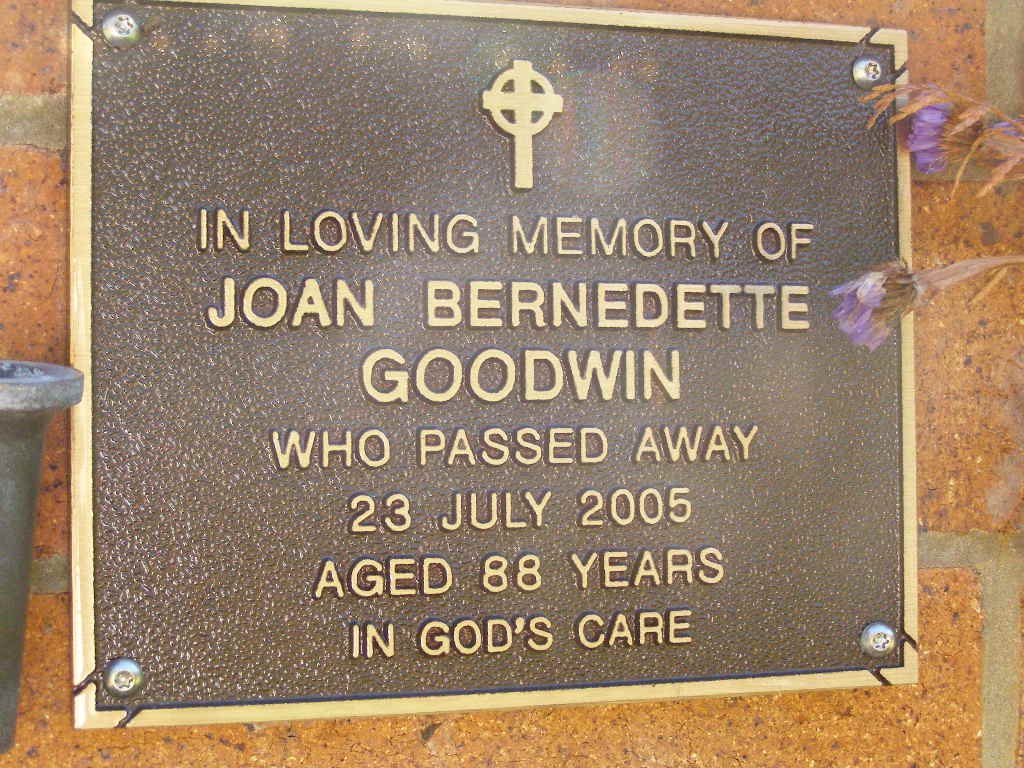 IN LOVING MEMORY OF
JOAN BERNEDETTE
GOODWIN
WHO PASSED AWAY
23 JULY 2005
AGED 88 YEARS
IN GOD'S CARE